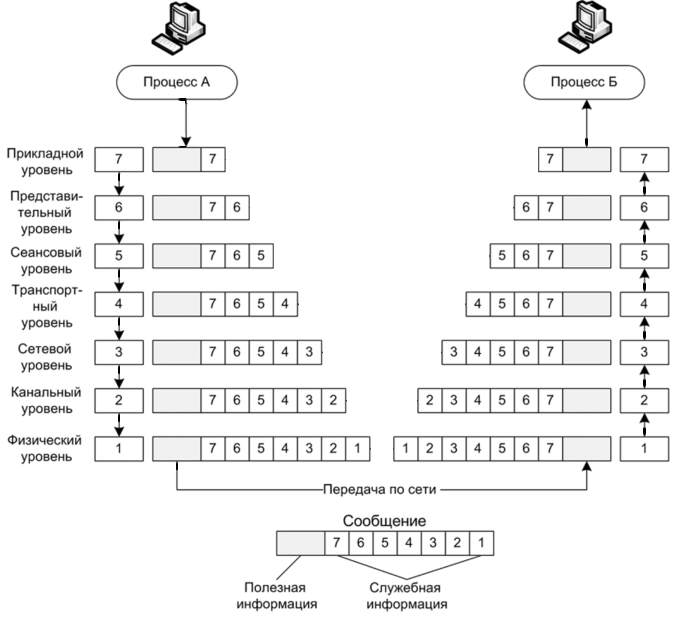 Процесс А
Процесс Б
Прикладной
уровень
7
7
7
7
Представи-
тельный
уровень
6
7 6
6 7
6
Сеансовый
уровень
5
7 6 5
5 6 7
5
Транспорт-
ный
уровень
4
7 6 5 4
4 5 6 7
4
Сетевой
уровень
3
7 6 5 4 3
3 4 5 6 7
3
Канальный
уровень
2
7 6 5 4 3 2
2 3 4 5 6 7
2
Физический
уровень
1
7 6 5 4 3 2 1
1 2 3 4 5 6 7
1
Передача по сети
Сообщение
7 6 5 4 3 2 1
Полезная
информация
Служебная
информация